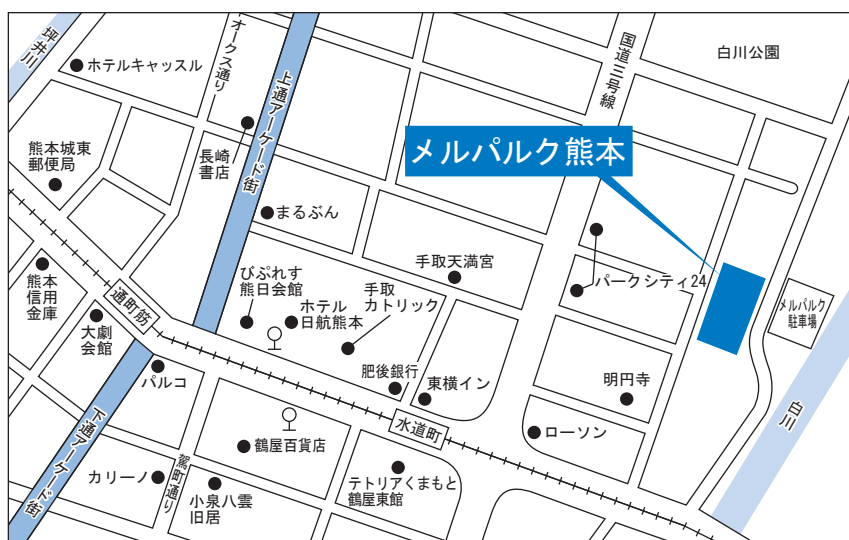 坪井川
ホテルキャッスル
オークス通り
上通アーケード街
国道三号線
白川公園
熊本城東
郵便局
長崎
書店
メルパルク熊本
まるぶん
手取天満宮
パークシティ24
熊本
信用
金庫
通町筋
びぷれす
熊日会館
ホテル
日航熊本
手取
カトリック
メルパルク
駐車場
大劇
会館
パルコ
肥後銀行
東横イン
明円寺
白川
下通アーケード街
鶴屋百貨店
水道町
ローソン
カリーノ
駕町通り
小泉八雲
旧居
テトリアくまもと
鶴屋東館